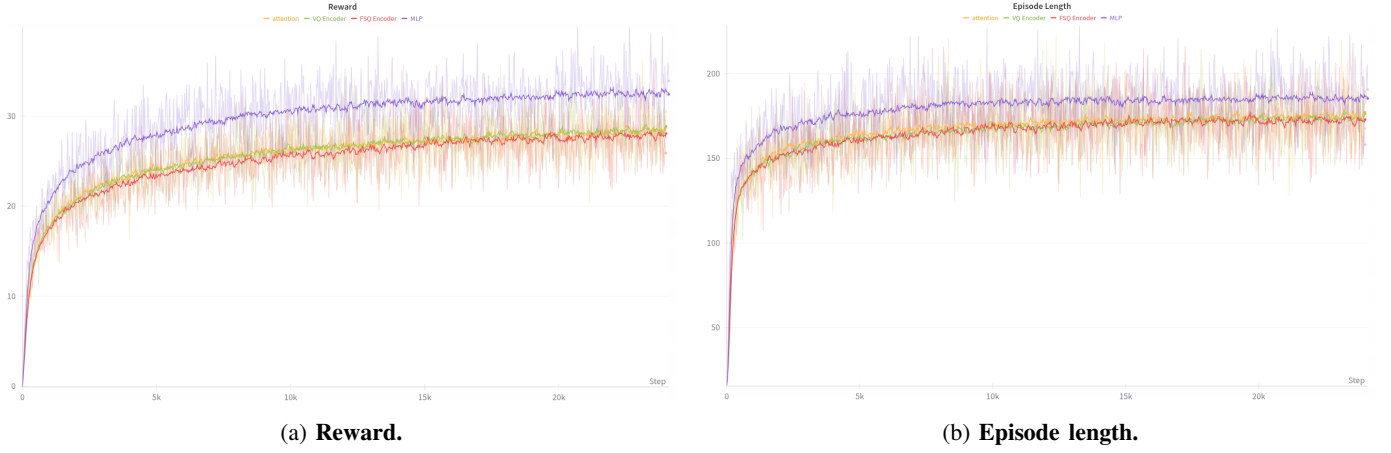 Reward
attention VQ Encoder FSQ Encoder MLP
30
20
10
0
Step
0 5k 10k 15k 20k
(a) Reward.
Episode Length
attention VQ Encoder FSQ Encoder MLP
200
150
100
50
Step
0 5k 10k 15k 20k
(b) Episode length.